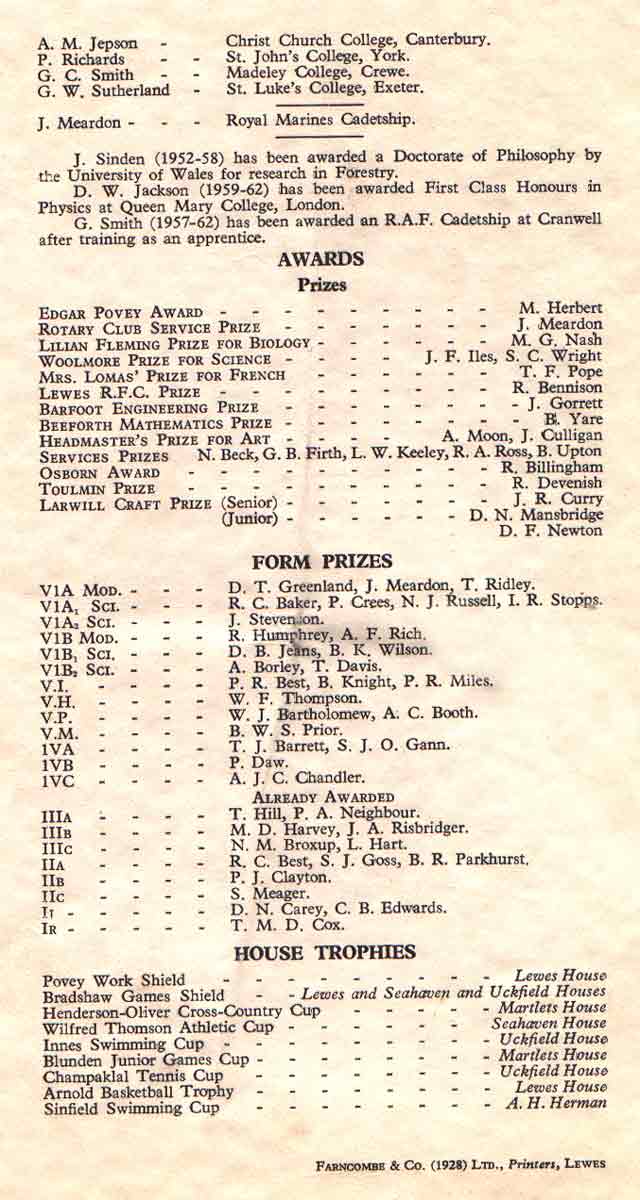 A. M. Jepson - Christ Church College, Canterbury.
P. Richards - - St. John's College, York.
G. C. Smith - - Madeley College, Crewe.
G. W. Sutherland - St. Luke's College, Exeter.
J. Meardon - - - Royal Marines Cadetship.
J. Sinden (1952-58) has been awarded a Doctorate of Philosophy by
the University of Wales for research in Forestry.
D. W. Jackson (1959-62) has been awarded First Class Honours in
Physics at Queen Mary College, London.
G. Smith (1957-62) has been awarded an R.A.F. Cadetship at Cranwell
after training as an apprentice.
AWARDS
Prizes
EDGAR POVEY AWARD - - - - - - - - - M. Herbert
ROTARY CLUB SERVICE PRIZE - - - - - - - J. Meardon
LILIAN FLEMING PRIZE FOR BIOLOGY - - - - - - M. G. Nash
WOOLMORE PRIZE FOR SCIENCE - - - - J. F. Iles, S. C. Wright
MRS. LOMAS' PRIZE FOR FRENCH - - - - - - T. F. Pope
LEWES R.F.C. PRIZE - - - - - - - - - R. Bennison
BARFOOT ENGINEERING PRIZE - - - - - - - - J. Gorrett
BEEFORTH MATHEMATICS PRIZE - - - - - - - B. Yare
HEADMASTER'S PRIZE FOR ART - - - - - A. Moon, J. Culligan
SERVICES PRIZES N. Beck, G. B. Firth, L. W. Keeley, R. A. Ross, B. Upton
OSBORN AWARD - - - - - - - - - - R. Billingham
TOULMIN PRIZE - - - - - - - - - - R. Devenish
LARWILL CRAFT PRIZE (Senior) - - - - - - - J. R. Curry
(Junior) - - - - - - D. N. Mansbridge
D. F. Newton
FORM PRIZES
V1A MOD. - - - D. T. Greenland, J. Meardon, T. Ridley.
V1A₁ SCI. - - - R. C. Baker, P. Crees, N. J. Russell, I. R. Stopps.
V1A₂ SCI. - - - J. Stevenson.
V1B MOD. - - - R. Humphrey, A. F. Rich.
V1B₁ SCI. - - - D. B. Jeans, B. K. Wilson.
V1B₂ SCI. - - - A. Borley, T. Davis.
V.I. - - - - P. R. Best, B. Knight, P. R. Miles.
V.H. - - - - W. F. Thompson.
V.P. - - - - W. J. Bartholomew, A. C. Booth.
V.M. - - - - B. W. S. Prior.
1VA - - - - T. J. Barrett, S. J. O. Gann.
1VB - - - - P. Daw.
1VC - - - - A. J. C. Chandler.
ALREADY AWARDED
IIIA - - - - T. Hill, P. A. Neighbour.
IIIB - - - - M. D. Harvey, J. A. Risbridger.
IIIC - - - - N. M. Broxup, L. Hart.
IIA - - - - R. C. Best, S. J. Goss, B. R. Parkhurst.
IIB - - - - P. J. Clayton.
IIC - - - - S. Meager.
IT - - - - D. N. Carey, C. B. Edwards.
IR - - - - - T. M. D. Cox.
HOUSE TROPHIES
Povey Work Shield - - - - - - - - - Lewes House
Bradshaw Games Shield - - Lewes and Seahaven and Uckfield Houses
Henderson-Oliver Cross-Country Cup - - - - - Martlets House
Wilfred Thomson Athletic Cup - - - - - - - Seahaven House
Innes Swimming Cup - - - - - - - - - Uckfield House
Blunden Junior Games Cup - - - - - - - - Martlets House
Champaklal Tennis Cup - - - - - - - - Uckfield House
Arnold Basketball Trophy - - - - - - - - Lewes House
Sinfield Swimming Cup - - - - - - - - A. H. Herman
FARNCOMBE & CO. (1928) LTD., Printers, LEWES